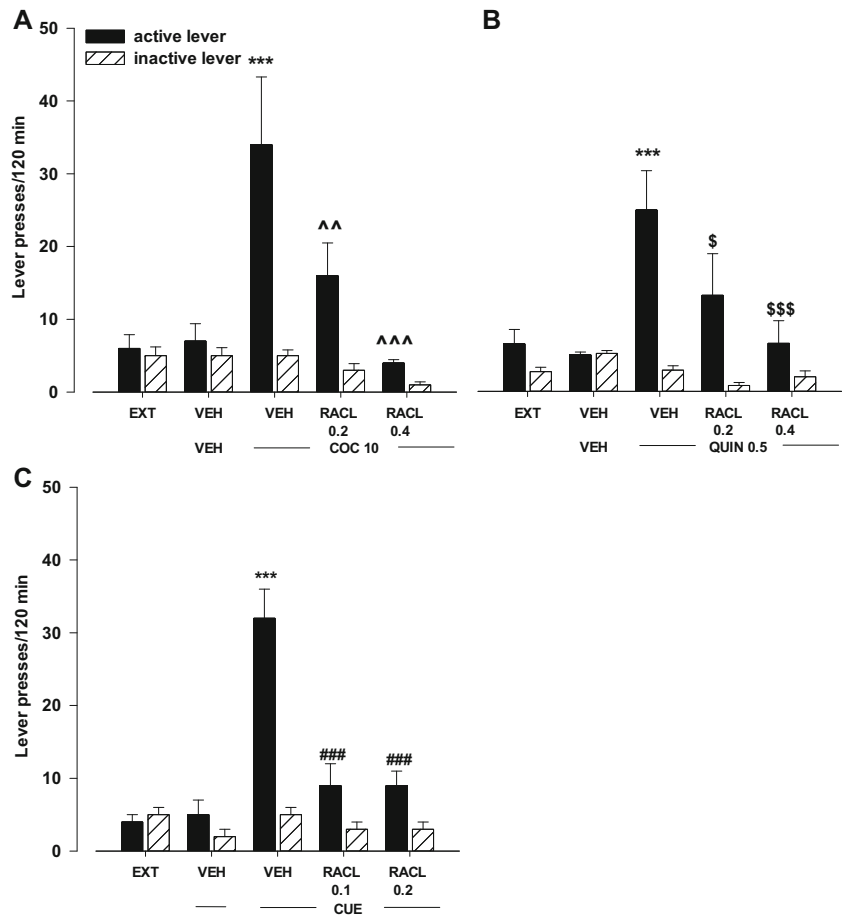 A
B
50
active lever
inactive lever
***
***
40
30
^^
$
20
^^^
$$$
10
0
Lever presses/120 min
EXT VEH VEH RACL RACL
0.2 0.4
VEH COC 10
EXT VEH VEH RACL RACL
0.2 0.4
VEH QUIN 0.5
C
50
40
***
30
20
### ###
10
0
Lever presses/120 min
EXT VEH VEH RACL RACL
0.1 0.2
CUE